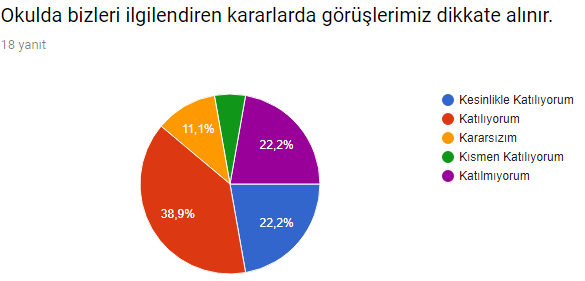 Okulda bizleri ilgilendiren kararlarda görüşlerimiz dikkate alınır.
18 yanıt
Kesinlikle Katılıyorum
Katılıyorum
Kararsızım
Kısmen Katılıyorum
Katılmıyorum
11,1%
22,2%
38,9%
22,2%